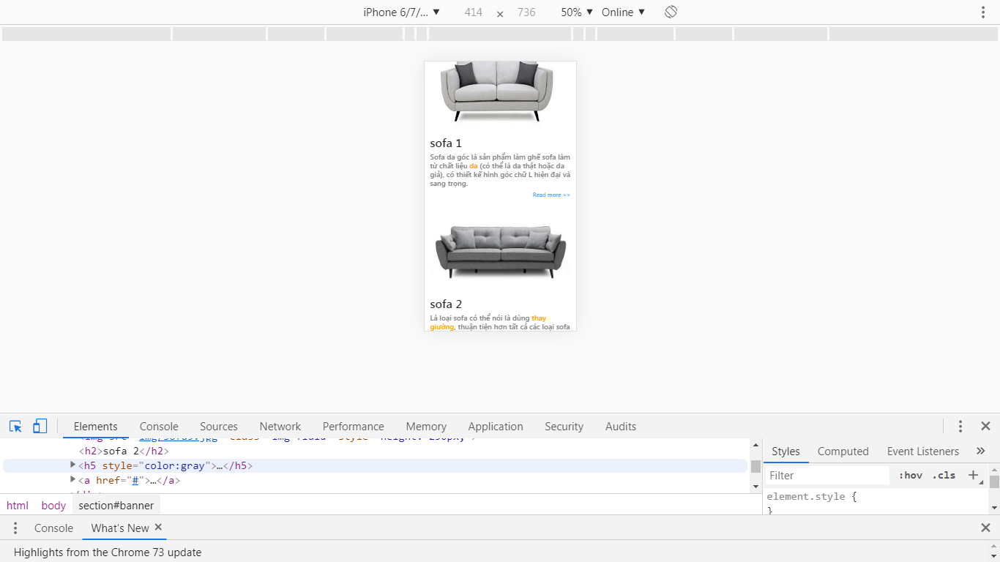 iPhone 6/7/... ▼ 414 × 736 50% ▼ Online ▼
sofa 1
Sofa da góc là sản phẩm làm ghế sofa làm
từ chất liệu da (có thể là da thật hoặc da
giả), có thiết kế hình góc chữ L hiện đại và
sang trọng.
Read more >>
sofa 2
Là loại sofa có thể nói là dùng thay
giường, thuận tiện hơn tất cả các loại sofa
Elements Console Sources Network Performance Memory Application Security Audits
<h2>sofa 2</h2>
<h5 style="color:gray">…</h5>
<a href="#">…</a>
html body section#banner
Styles Computed Event Listeners »
Filter :hov .cls +
element.style {
}
Console What's New ×
Highlights from the Chrome 73 update